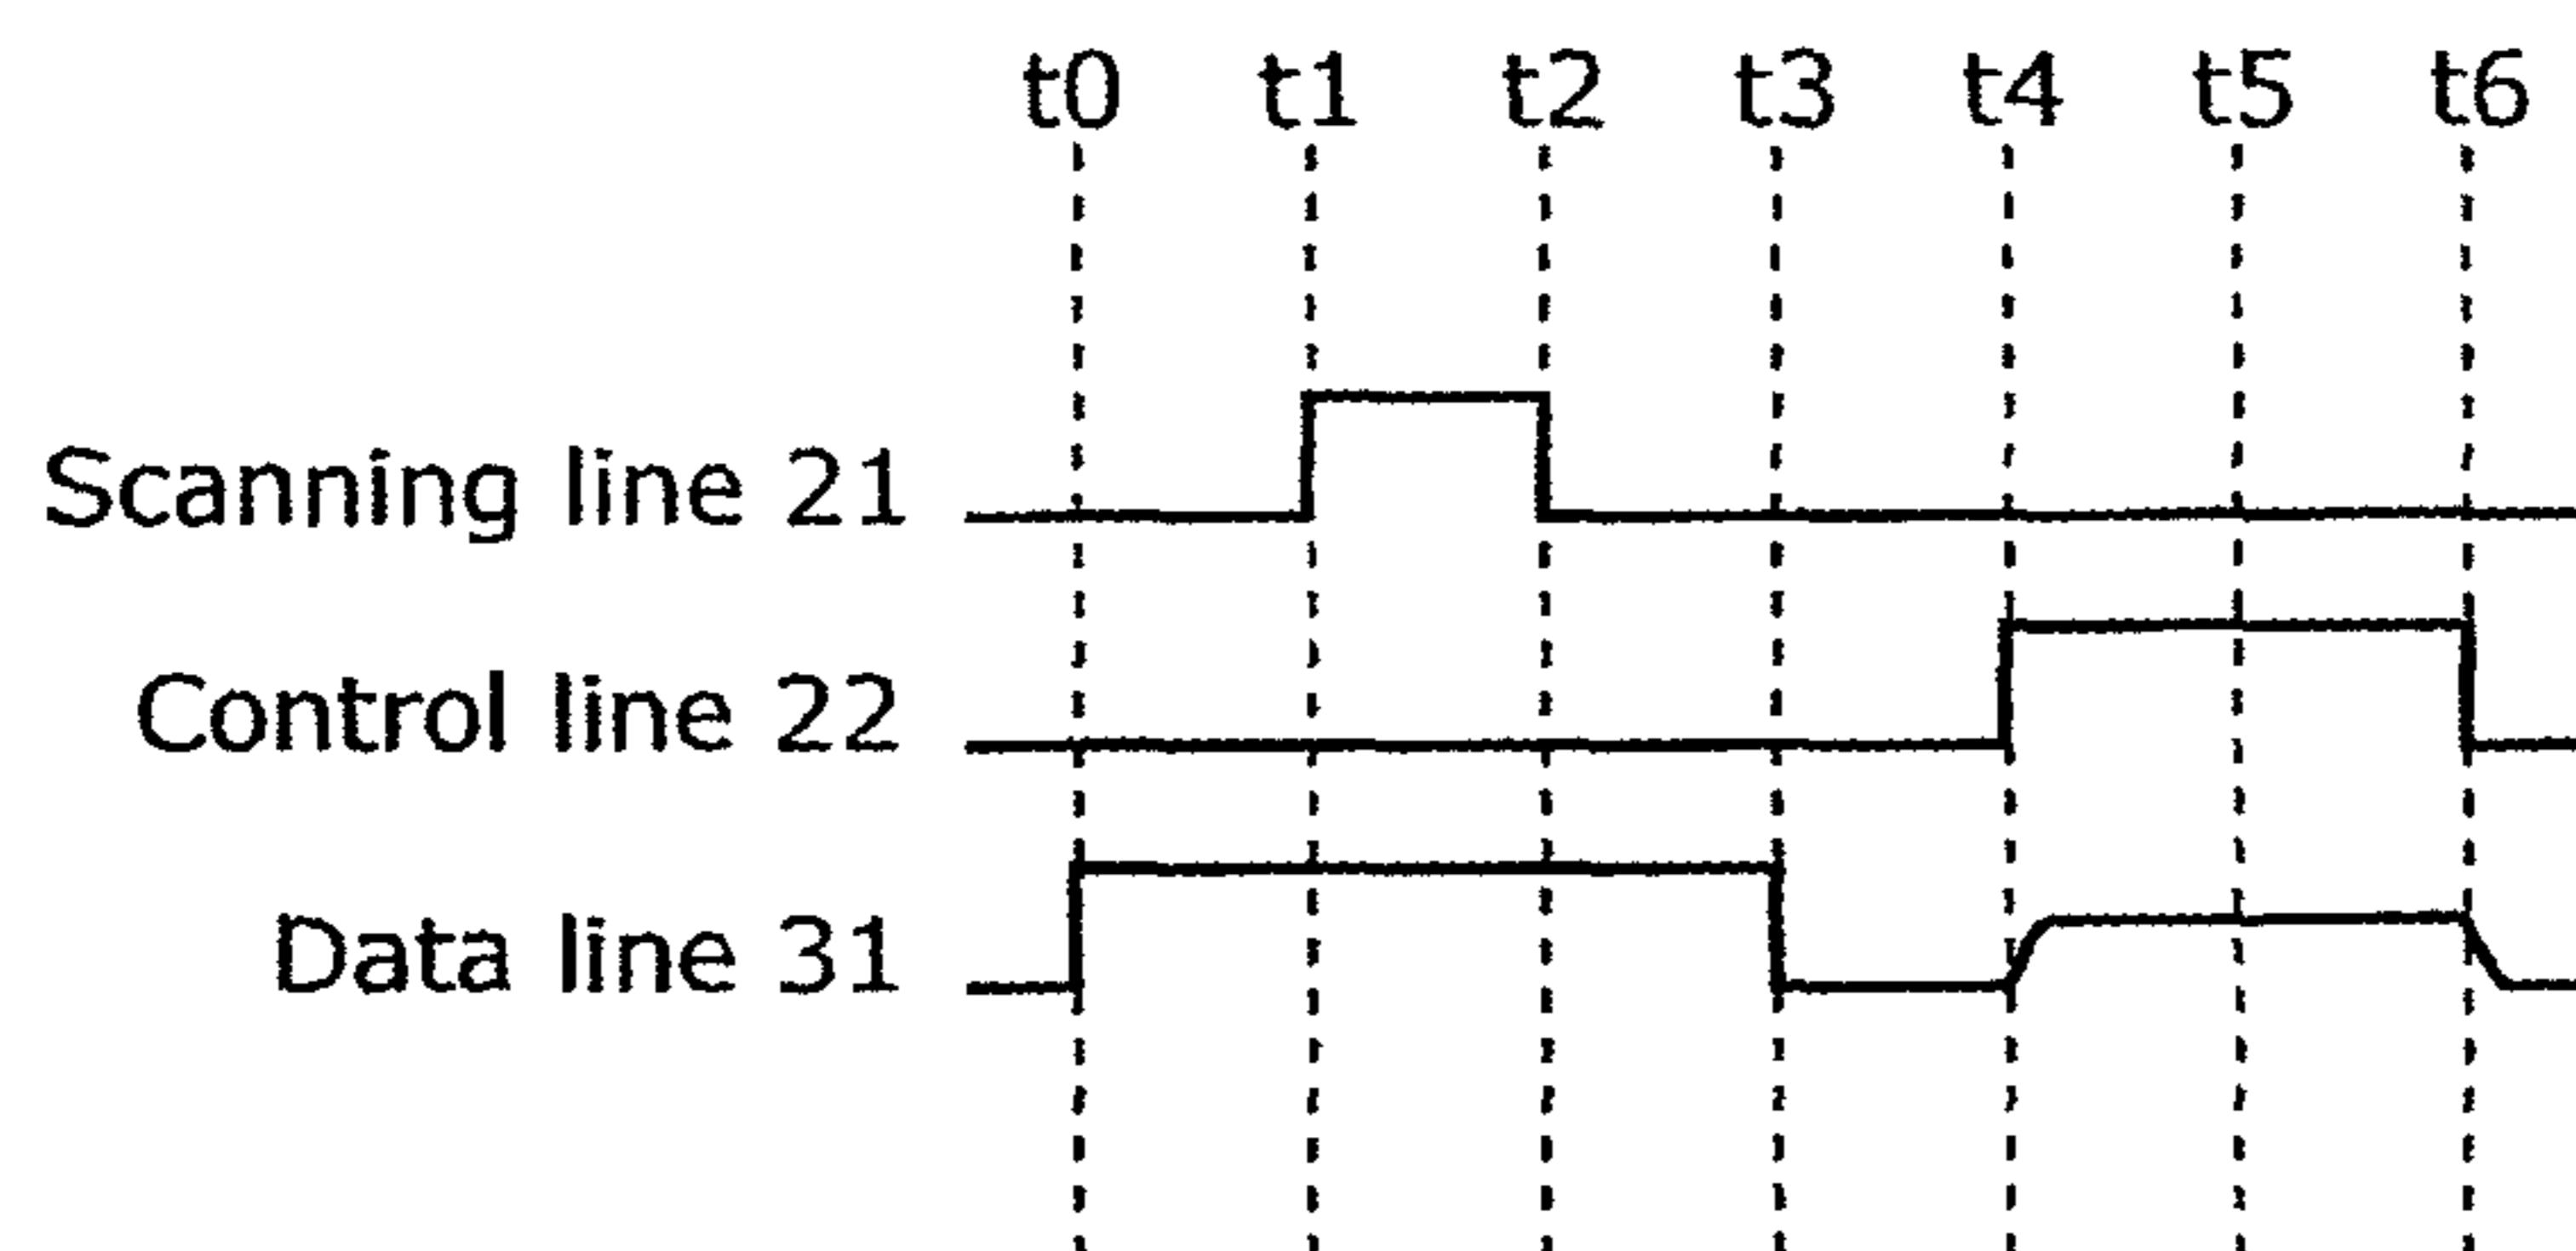 t0 t1 t2 t3 t4 t5 t6
Scanning line 21
Control line 22
Data line 31